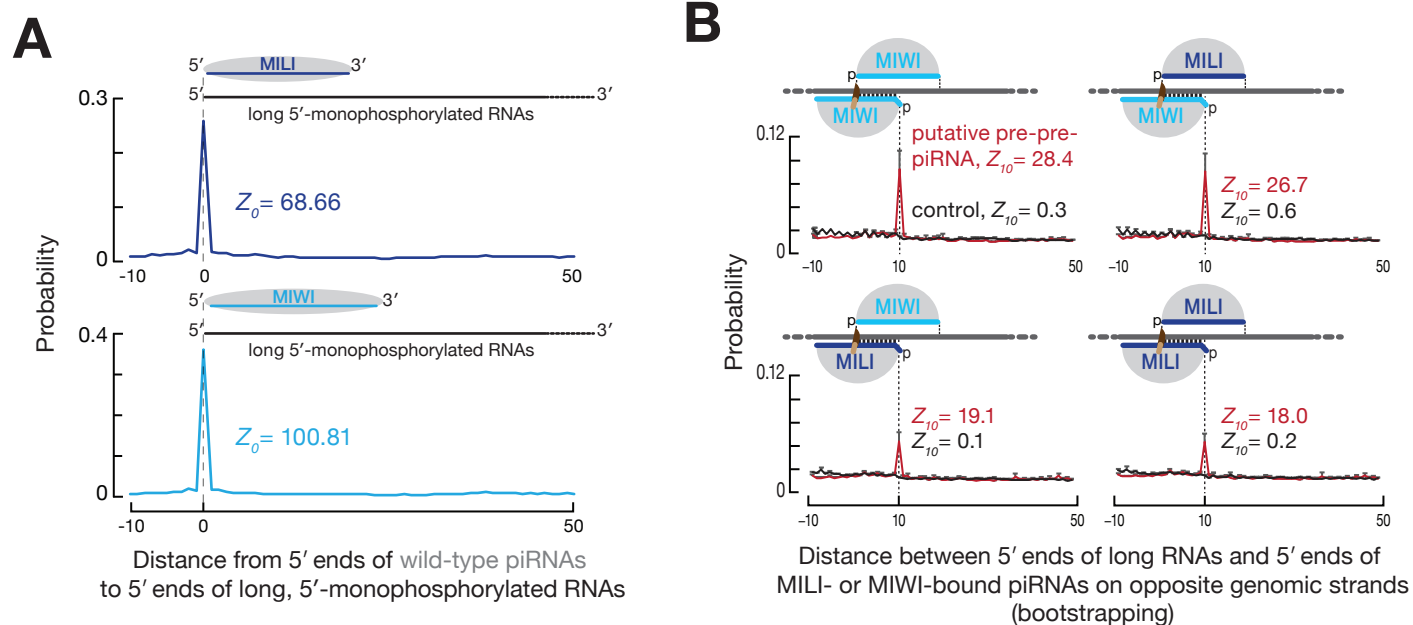 A
5′ MILI 3′
5′ 3′
long 5′-monophosphorylated RNAs
0.3
Z0= 68.66
0
-10 0 50
5′ MIWI 3′
5′ 3′
long 5′-monophosphorylated RNAs
0.4
Z0= 100.81
0
-10 0 50
Probability
Distance from 5′ ends of wild-type piRNAs
to 5′ ends of long, 5′-monophosphorylated RNAs
B
MIWI
p
MIWI
p
0.12
putative pre-pre-
piRNA, Z10= 28.4
control, Z10= 0.3
0
–10 10 50
MILI
p
MIWI
p
Z10= 26.7
Z10= 0.6
–10 10 50
MIWI
p
MILI
p
0.12
Z10= 19.1
Z10= 0.1
0
–10 10 50
MILI
p
MILI
p
Z10= 18.0
Z10= 0.2
–10 10 50
Probability
Distance between 5′ ends of long RNAs and 5′ ends of
MILI- or MIWI-bound piRNAs on opposite genomic strands
(bootstrapping)